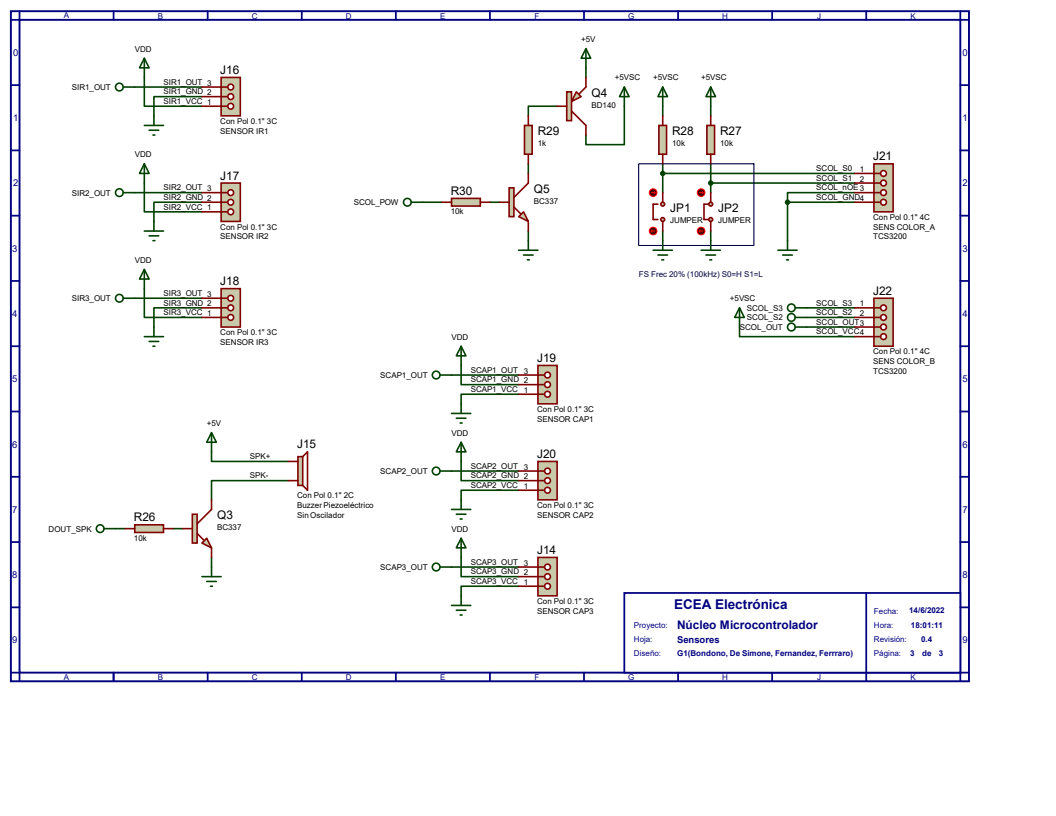 A B C D E F G H J K
0 0
1 1
2 2
3 3
4 4
5 5
6 6
7 7
8 8
9 9
VDD
SIR1_OUT
SIR1_OUT 3
SIR1_GND 2
SIR1_VCC 1
J16
Con Pol 0.1" 3C
SENSOR IR1
VDD
SIR2_OUT
SIR2_OUT 3
SIR2_GND 2
SIR2_VCC 1
J17
Con Pol 0.1" 3C
SENSOR IR2
VDD
SIR3_OUT
SIR3_OUT 3
SIR3_GND 2
SIR3_VCC 1
J18
Con Pol 0.1" 3C
SENSOR IR3
+5V
Q4
BD140
+5VSC
+5VSC
+5VSC
R29
1k
R28
10k
R27
10k
SCOL_POW
R30
10k
Q5
BC337
JP1
JUMPER
JP2
JUMPER
FS Frec 20% (100kHz) S0=H S1=L
J21
SCOL_S0 1
SCOL_S1 2
SCOL_nOE 3
SCOL_GND 4
Con Pol 0.1" 4C
SENS COLOR_A
TCS3200
+5VSC
SCOL_S3
SCOL_S2
SCOL_OUT
J22
SCOL_S3 1
SCOL_S2 2
SCOL_OUT 3
SCOL_VCC 4
Con Pol 0.1" 4C
SENS COLOR_B
TCS3200
VDD
SCAP1_OUT
SCAP1_OUT 3
SCAP1_GND 2
SCAP1_VCC 1
J19
Con Pol 0.1" 3C
SENSOR CAP1
VDD
SCAP2_OUT
SCAP2_OUT 3
SCAP2_GND 2
SCAP2_VCC 1
J20
Con Pol 0.1" 3C
SENSOR CAP2
VDD
SCAP3_OUT
SCAP3_OUT 3
SCAP3_GND 2
SCAP3_VCC 1
J14
Con Pol 0.1" 3C
SENSOR CAP3
+5V
SPK+
SPK-
J15
Con Pol 0.1" 2C
Buzzer Piezoeléctrico
Sin Oscilador
DOUT_SPK
R26
10k
Q3
BC337
ECEA Electrónica
Proyecto: Núcleo Microcontrolador
Hoja: Sensores
Diseño: G1(Bondono, De Simone, Fernandez, Ferrraro)
Fecha: 14/6/2022
Hora: 18:01:11
Revisión: 0.4
Página: 3 de 3
A B C D E F G H J K